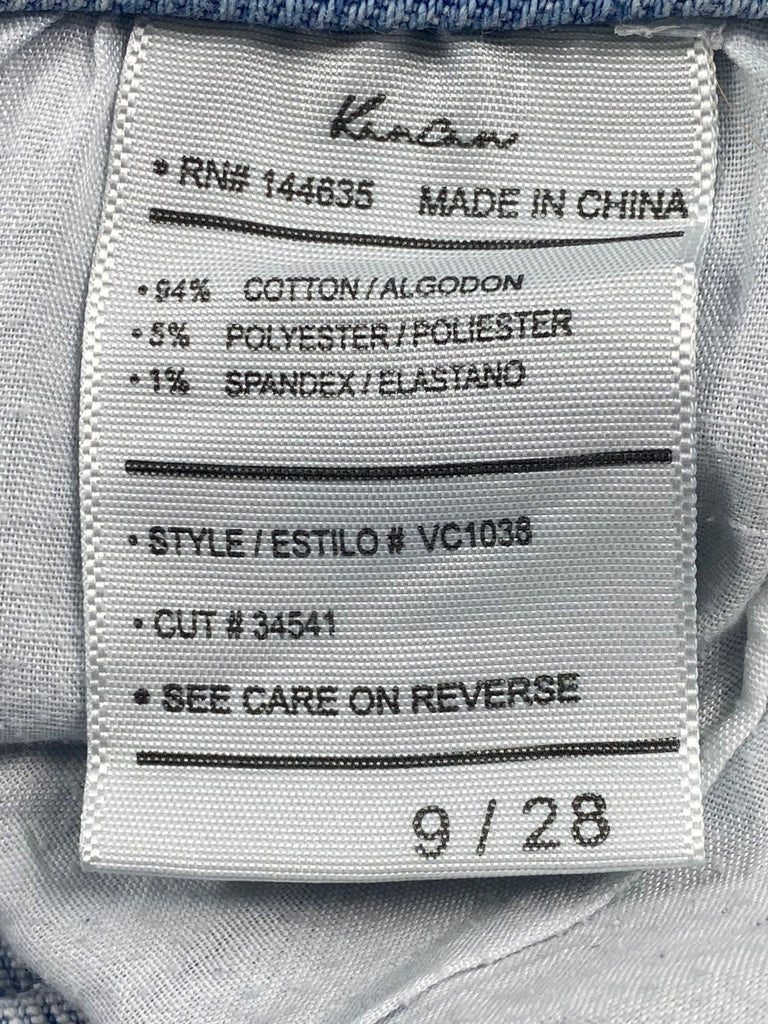 KanCan
• RN# 144635 MADE IN CHINA
• 94% COTTON / ALGODON
• 5% POLYESTER / POLIESTER
• 1% SPANDEX / ELASTANO
• STYLE / ESTILO # VC1038
• CUT # 34541
• SEE CARE ON REVERSE
9 / 28